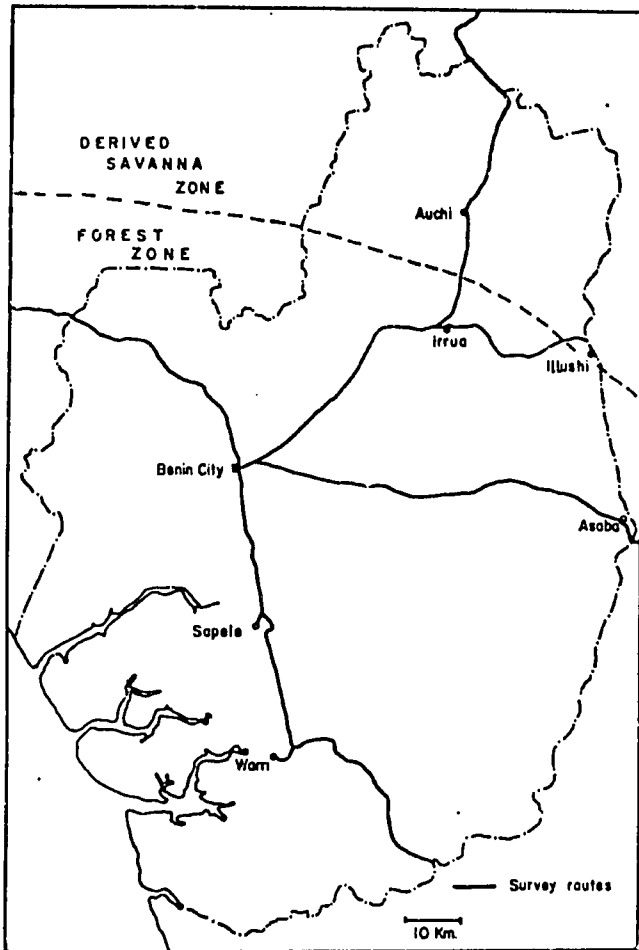 DERIVED
SAVANNA
ZONE
FOREST
ZONE
Auchi
Irrua
Illushi
Benin City
Asaba
Sapele
Warri
Survey routes
10 Km.